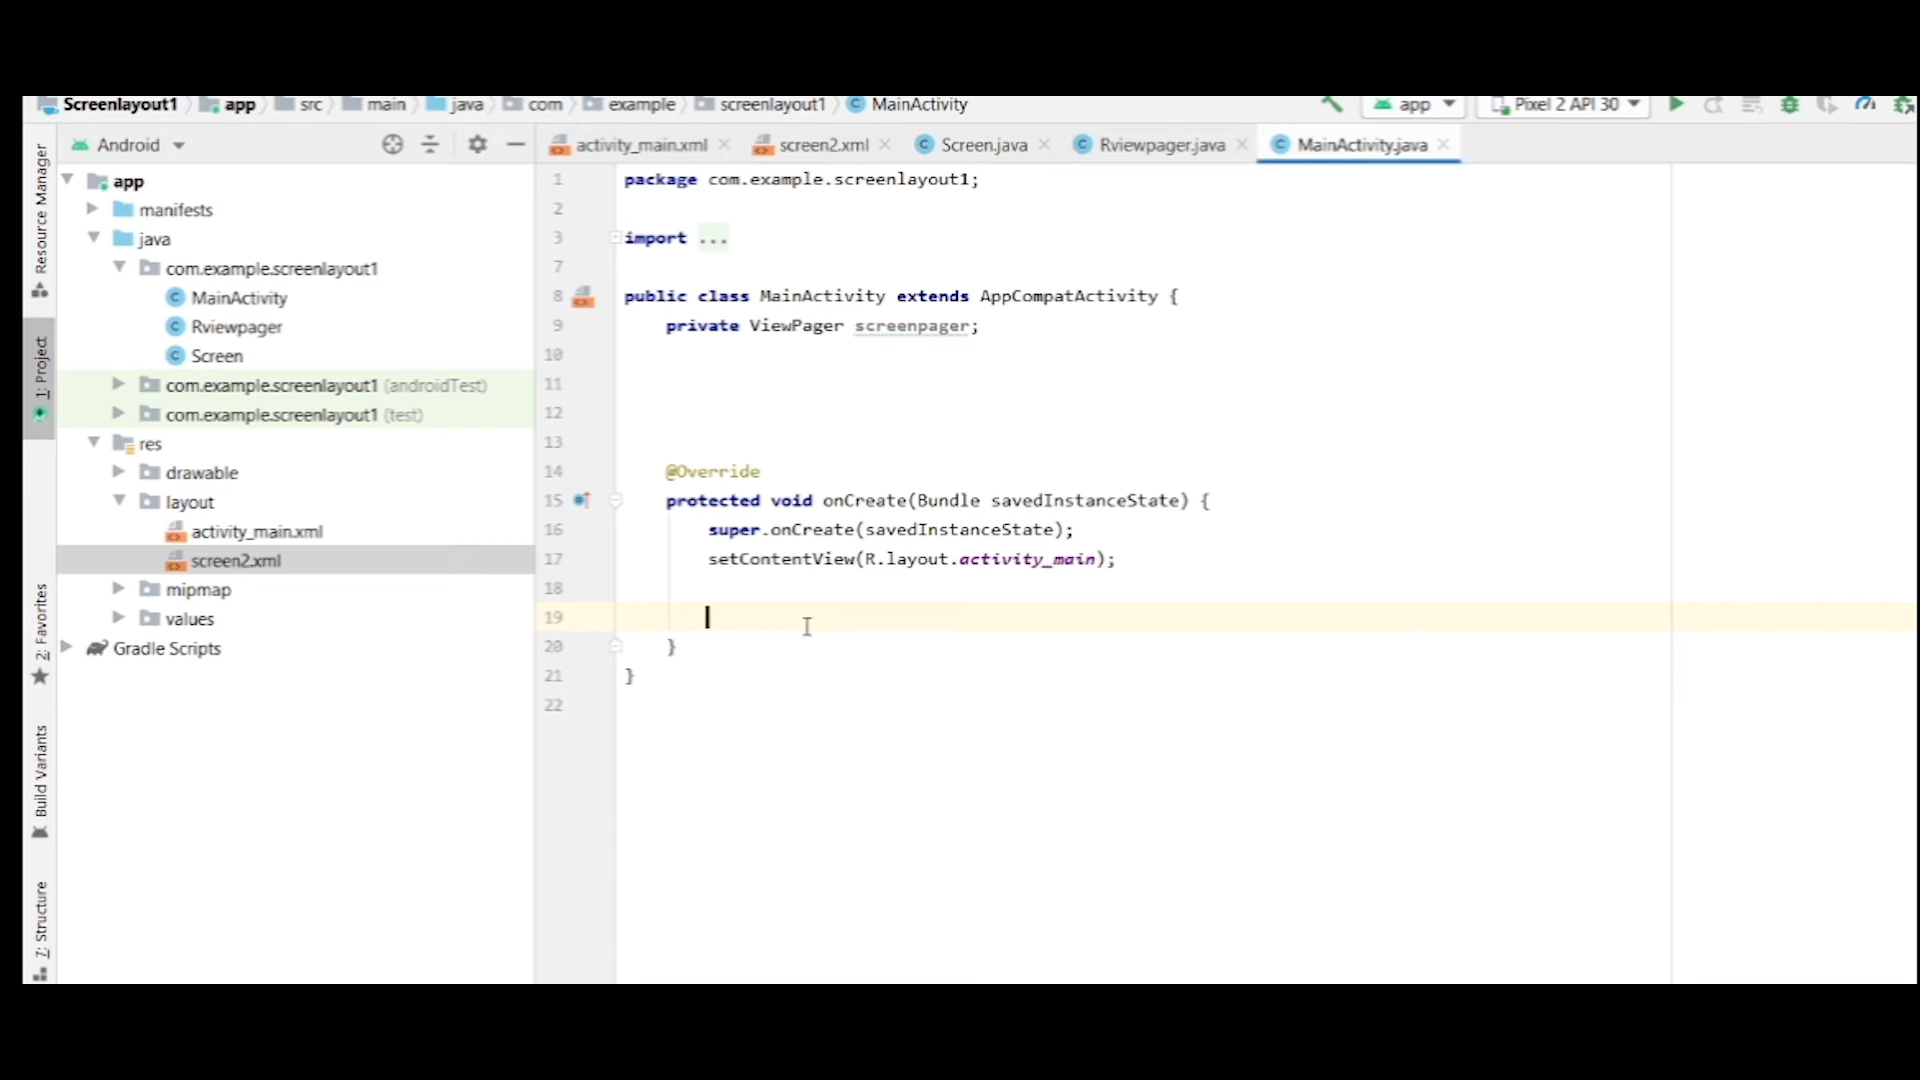 Screenlayout1 app src main java com example screenlayout1 MainActivity app Pixel 2 API 30
Android activity_main.xml screen2.xml Screen.java Rviewpager.java MainActivity.java
Resource Manager
1: Project
2: Favorites
Build Variants
7: Structure
app
manifests
java
com.example.screenlayout1
MainActivity
Rviewpager
Screen
com.example.screenlayout1 (androidTest)
com.example.screenlayout1 (test)
res
drawable
layout
activity_main.xml
screen2.xml
mipmap
values
Gradle Scripts
1 package com.example.screenlayout1;
2
3 import ...
7
8 public class MainActivity extends AppCompatActivity {
9 private ViewPager screenpager;
10
11
12
13
14 @Override
15 protected void onCreate(Bundle savedInstanceState) {
16 super.onCreate(savedInstanceState);
17 setContentView(R.layout.activity_main);
18
19
20 }
21 }
22